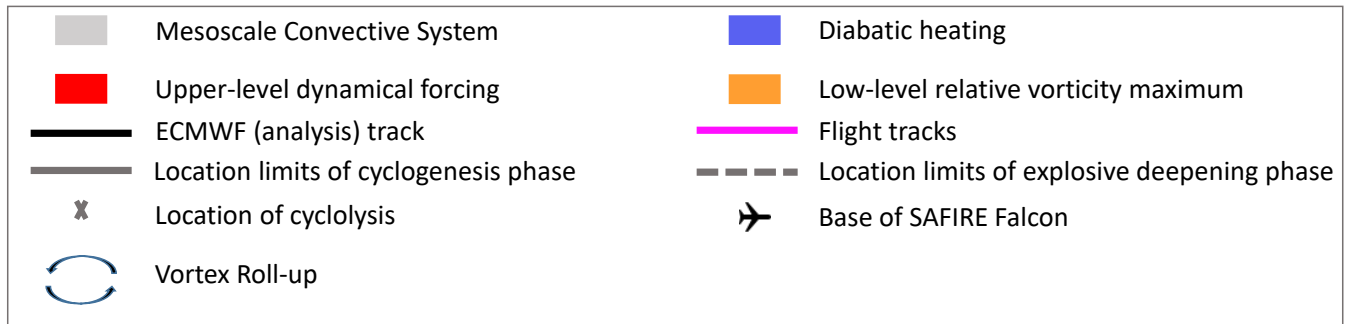 Mesoscale Convective System
Diabatic heating
Upper-level dynamical forcing
Low-level relative vorticity maximum
ECMWF (analysis) track
Flight tracks
Location limits of cyclogenesis phase
Location limits of explosive deepening phase
Location of cyclolysis
Base of SAFIRE Falcon
Vortex Roll-up